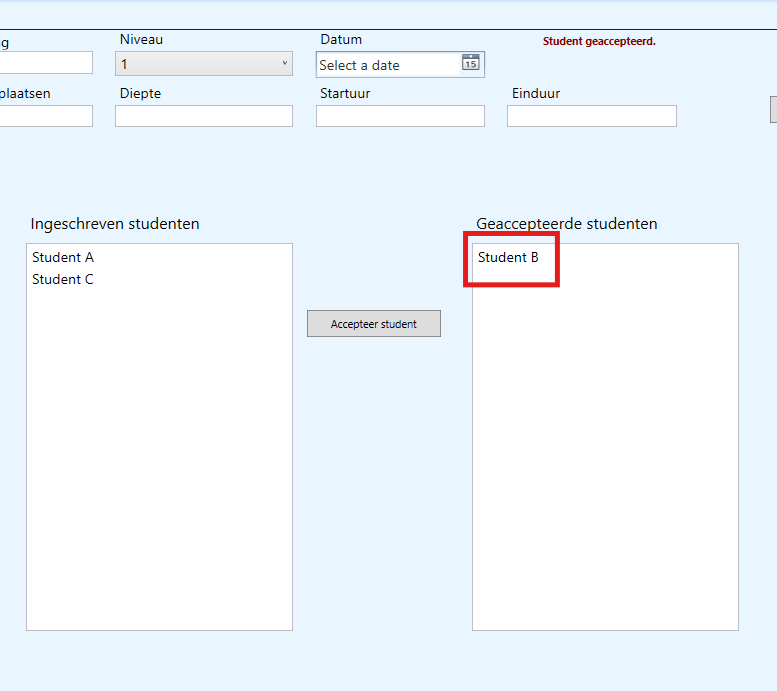 g
Niveau
Datum
Student geaccepteerd.
1
Select a date
15
plaatsen
Diepte
Startuur
Einduur
Ingeschreven studenten
Geaccepteerde studenten
Student A
Student C
Student B
Accepteer student